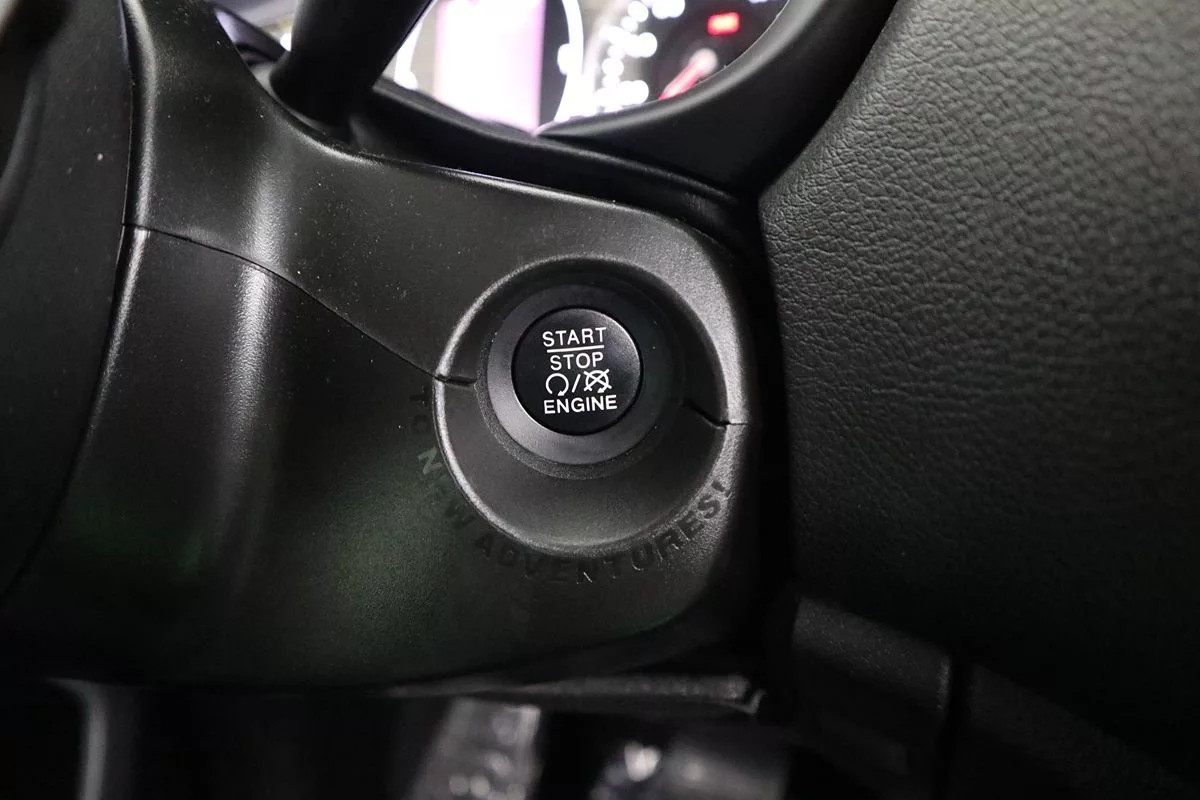 START
STOP
/
ENGINE
TO NEW ADVENTURES!